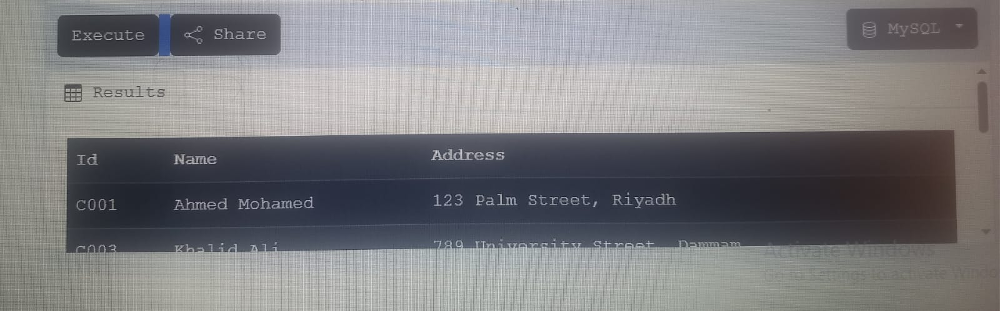 Execute Share MySQL
Results
Id Name Address
C001 Ahmed Mohamed 123 Palm Street, Riyadh
C003 Khalid Ali 789 University Street, Dammam
Activate Windows
Go to Settings to activate Windo